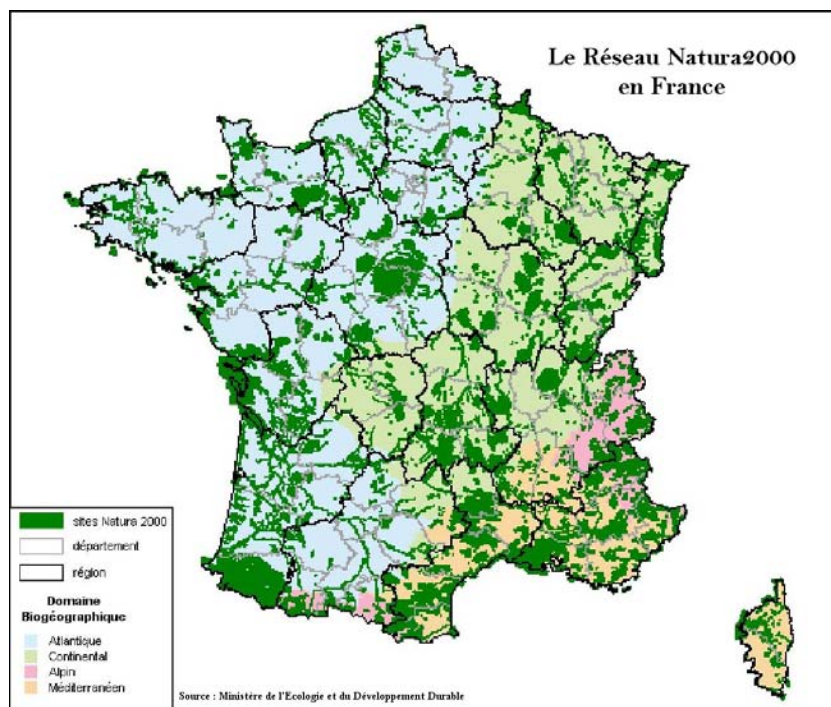 Le Réseau Natura2000
en France
sites Natura 2000
département
région
Domaine
Biogéographique
Atlantique
Continental
Alpin
Méditerranéen
Source : Ministère de l'Ecologie et du Développement Durable